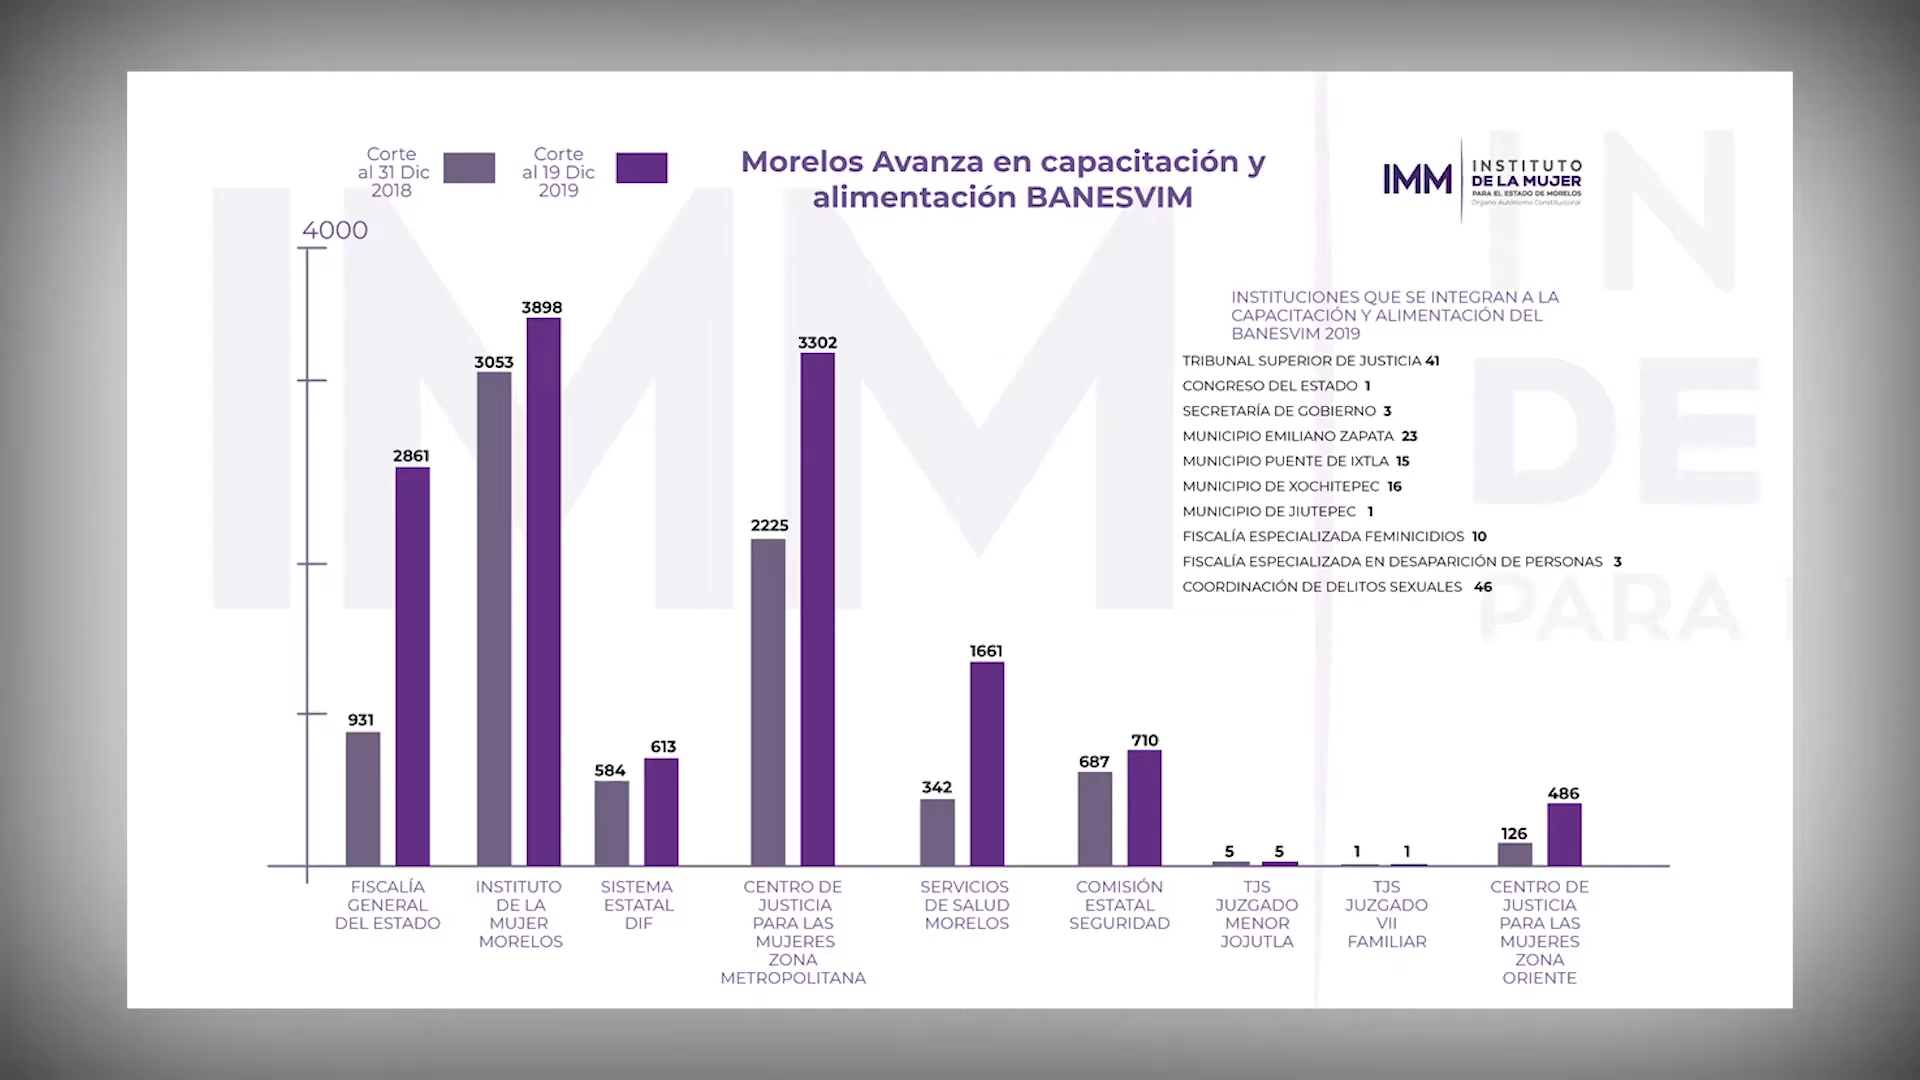 Corte
al 31 Dic
2018
Corte
al 19 Dic
2019
Morelos Avanza en capacitación y
alimentación BANESVIM
IMM
INSTITUTO
DE LA MUJER
PARA EL ESTADO DE MORELOS
Órgano Autónomo Constitucional
4000
931
2861
3053
3898
584
613
2225
3302
342
1661
687
710
5
5
1
1
126
486
INSTITUCIONES QUE SE INTEGRAN A LA
CAPACITACIÓN Y ALIMENTACIÓN DEL
BANESVIM 2019
TRIBUNAL SUPERIOR DE JUSTICIA 41
CONGRESO DEL ESTADO 1
SECRETARÍA DE GOBIERNO 3
MUNICIPIO EMILIANO ZAPATA 23
MUNICIPIO PUENTE DE IXTLA 15
MUNICIPIO DE XOCHITEPEC 16
MUNICIPIO DE JIUTEPEC 1
FISCALÍA ESPECIALIZADA FEMINICIDIOS 10
FISCALÍA ESPECIALIZADA EN DESAPARICIÓN DE PERSONAS 3
COORDINACIÓN DE DELITOS SEXUALES 46
FISCALÍA
GENERAL
DEL ESTADO
INSTITUTO
DE LA
MUJER
MORELOS
SISTEMA
ESTATAL
DIF
CENTRO DE
JUSTICIA
PARA LAS
MUJERES
ZONA
METROPOLITANA
SERVICIOS
DE SALUD
MORELOS
COMISIÓN
ESTATAL
SEGURIDAD
TJS
JUZGADO
MENOR
JOJUTLA
TJS
JUZGADO
VII
FAMILIAR
CENTRO DE
JUSTICIA
PARA LAS
MUJERES
ZONA
ORIENTE
IMM
IN
DE
PARA